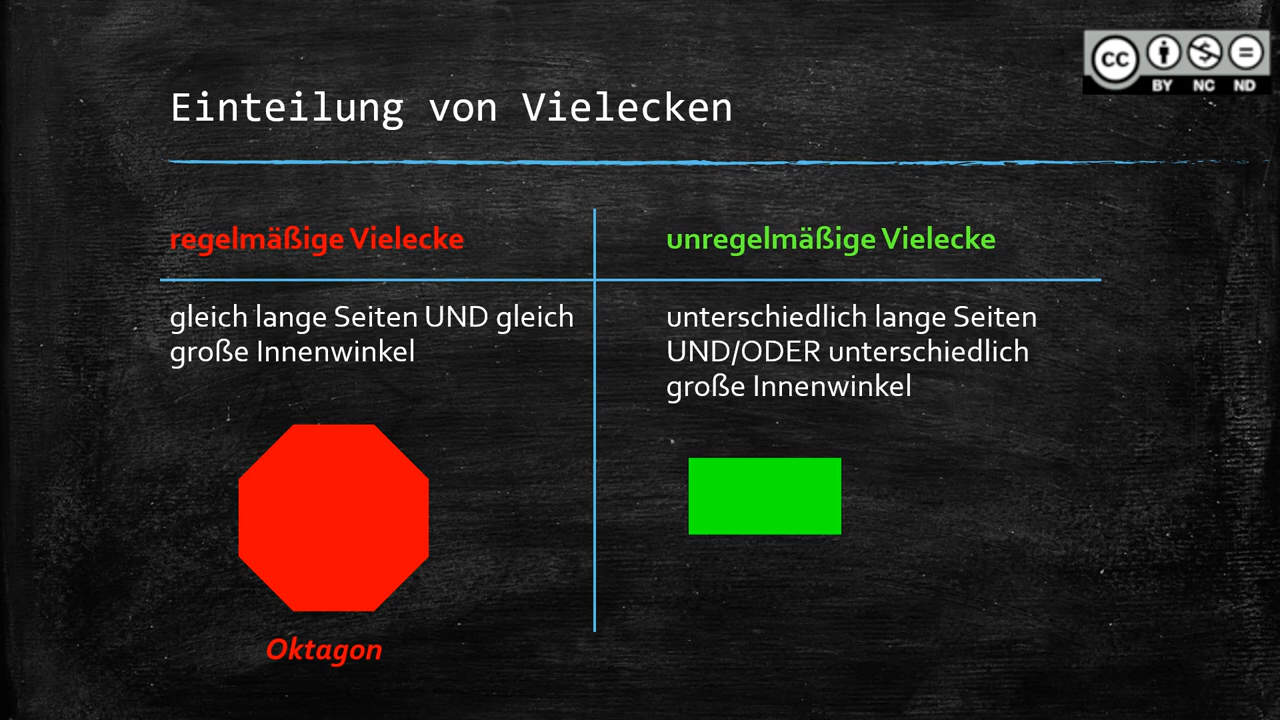 cc
BY NC ND
Einteilung von Vielecken
regelmäßige Vielecke
unregelmäßige Vielecke
gleich lange Seiten UND gleich
große Innenwinkel
unterschiedlich lange Seiten
UND/ODER unterschiedlich
große Innenwinkel
Oktagon